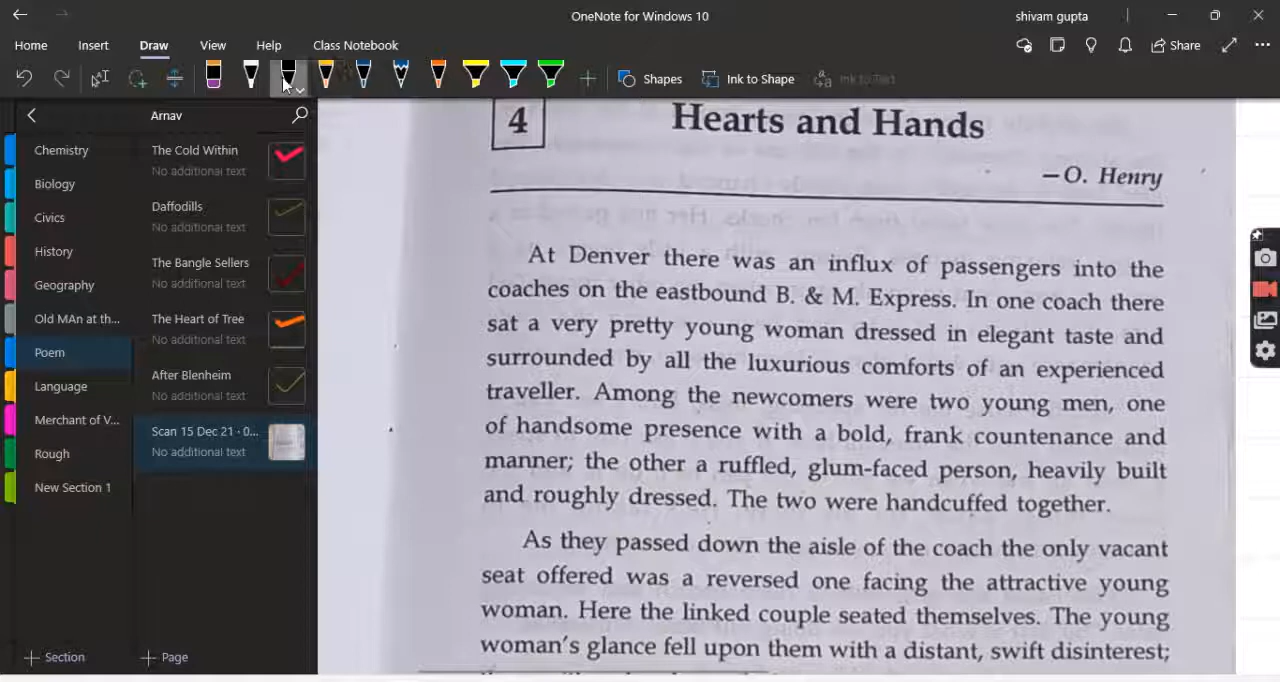 OneNote for Windows 10
shivam gupta
Home Insert Draw View Help Class Notebook
Share
Shapes
Ink to Shape
Ink to Text
Arnav
Chemistry
Biology
Civics
History
Geography
Old MAn at th...
Poem
Language
Merchant of V...
Rough
New Section 1
Section
The Cold Within
No additional text
Daffodills
No additional text
The Bangle Sellers
No additional text
The Heart of Tree
No additional text
After Blenheim
No additional text
Scan 15 Dec 21 · 0...
No additional text
Page
4
Hearts and Hands
—O. Henry
At Denver there was an influx of passengers into the
coaches on the eastbound B. & M. Express. In one coach there
sat a very pretty young woman dressed in elegant taste and
surrounded by all the luxurious comforts of an experienced
traveller. Among the newcomers were two young men, one
of handsome presence with a bold, frank countenance and
manner; the other a ruffled, glum-faced person, heavily built
and roughly dressed. The two were handcuffed together.
As they passed down the aisle of the coach the only vacant
seat offered was a reversed one facing the attractive young
woman. Here the linked couple seated themselves. The young
woman's glance fell upon them with a distant, swift disinterest;